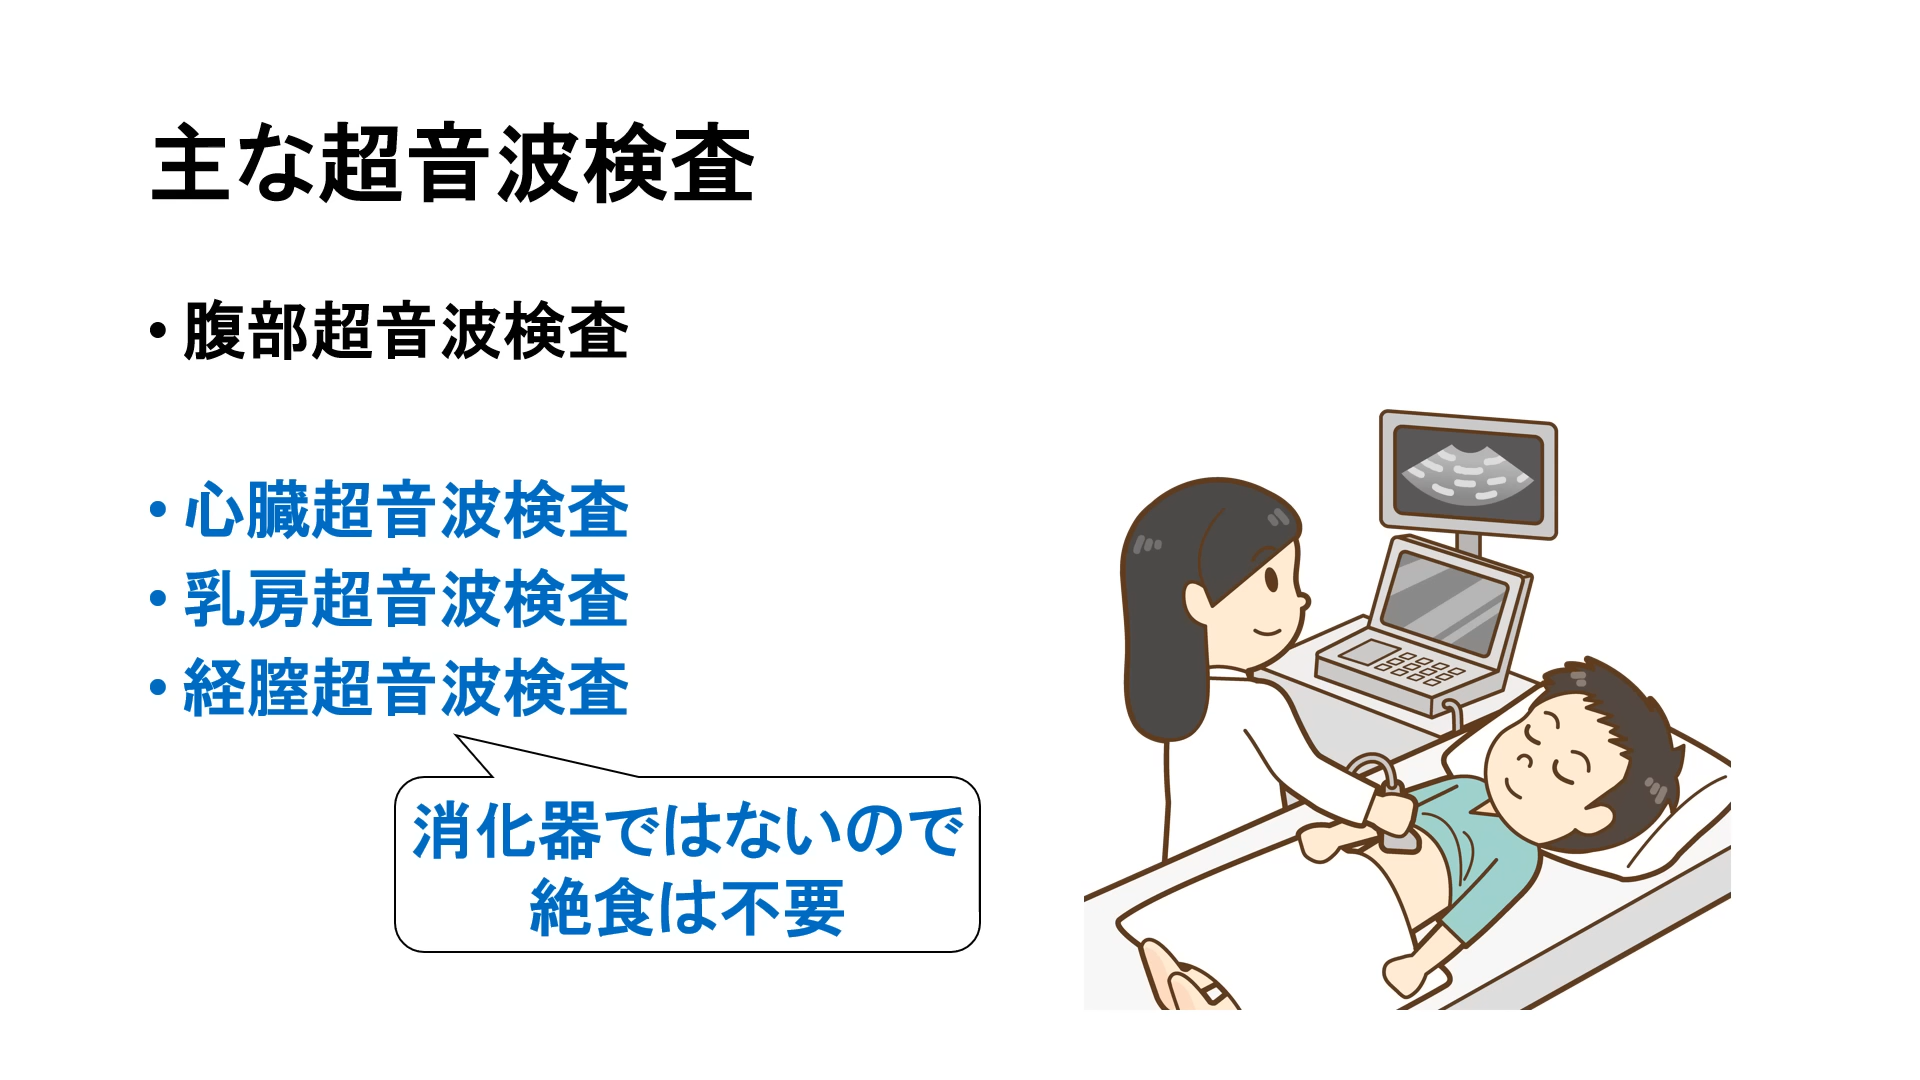 主な超音波検査
• 腹部超音波検査
• 心臓超音波検査
• 乳房超音波検査
• 経膣超音波検査
消化器ではないので
絶食は不要